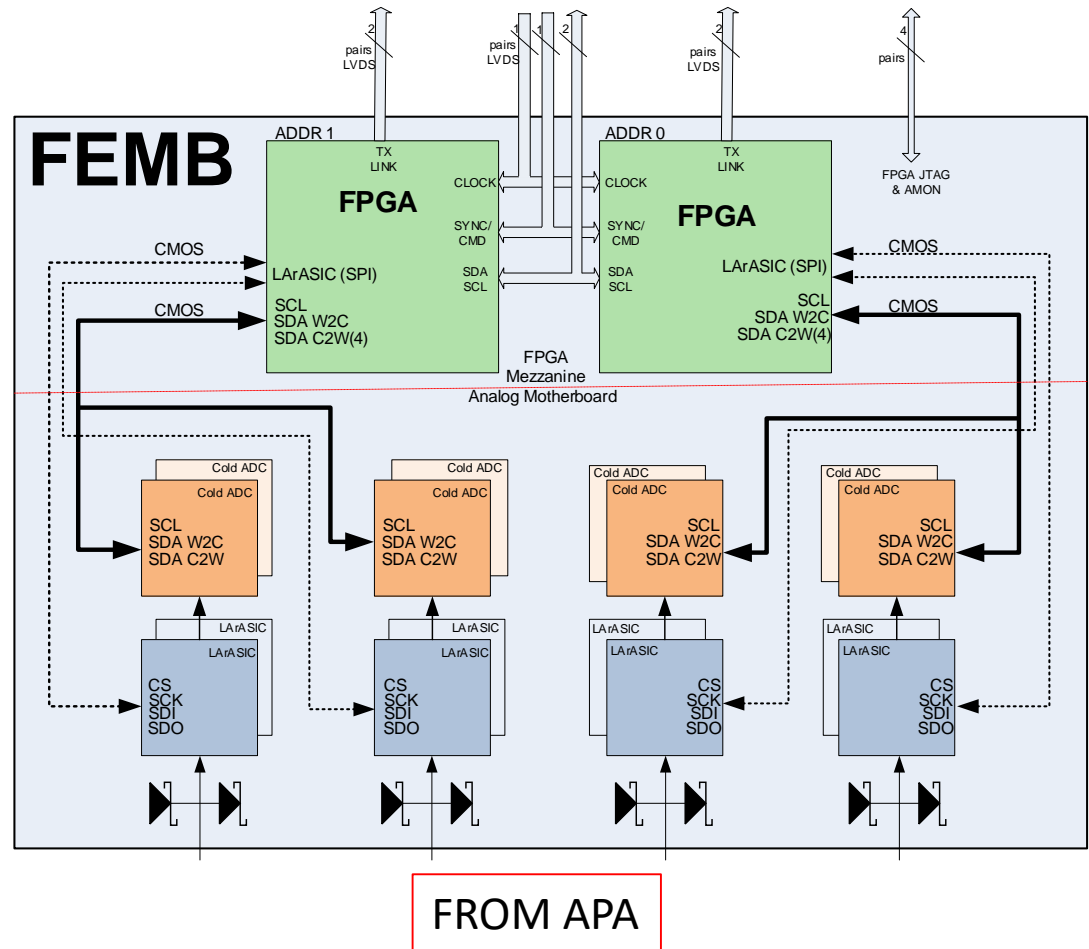 2
pairs
LVDS
1
1
2
pairs
LVDS
2
pairs
LVDS
4
pairs
FEMB
ADDR 1
TX
LINK
FPGA
CLOCK
SYNC/
CMD
SDA
SCL
LArASIC (SPI)
SCL
SDA W2C
SDA C2W(4)
CMOS
CMOS
ADDR 0
TX
LINK
FPGA
CLOCK
SYNC/
CMD
SDA
SCL
LArASIC (SPI)
SCL
SDA W2C
SDA C2W(4)
CMOS
CMOS
FPGA JTAG
& AMON
FPGA
Mezzanine
Analog Motherboard
Cold ADC
Cold ADC
SCL
SDA W2C
SDA C2W
Cold ADC
Cold ADC
SCL
SDA W2C
SDA C2W
Cold ADC
Cold ADC
SCL
SDA W2C
SDA C2W
Cold ADC
Cold ADC
SCL
SDA W2C
SDA C2W
LArASIC
LArASIC
CS
SCK
SDI
SDO
LArASIC
LArASIC
CS
SCK
SDI
SDO
LArASIC
LArASIC
CS
SCK
SDI
SDO
LArASIC
LArASIC
CS
SCK
SDI
SDO
FROM APA